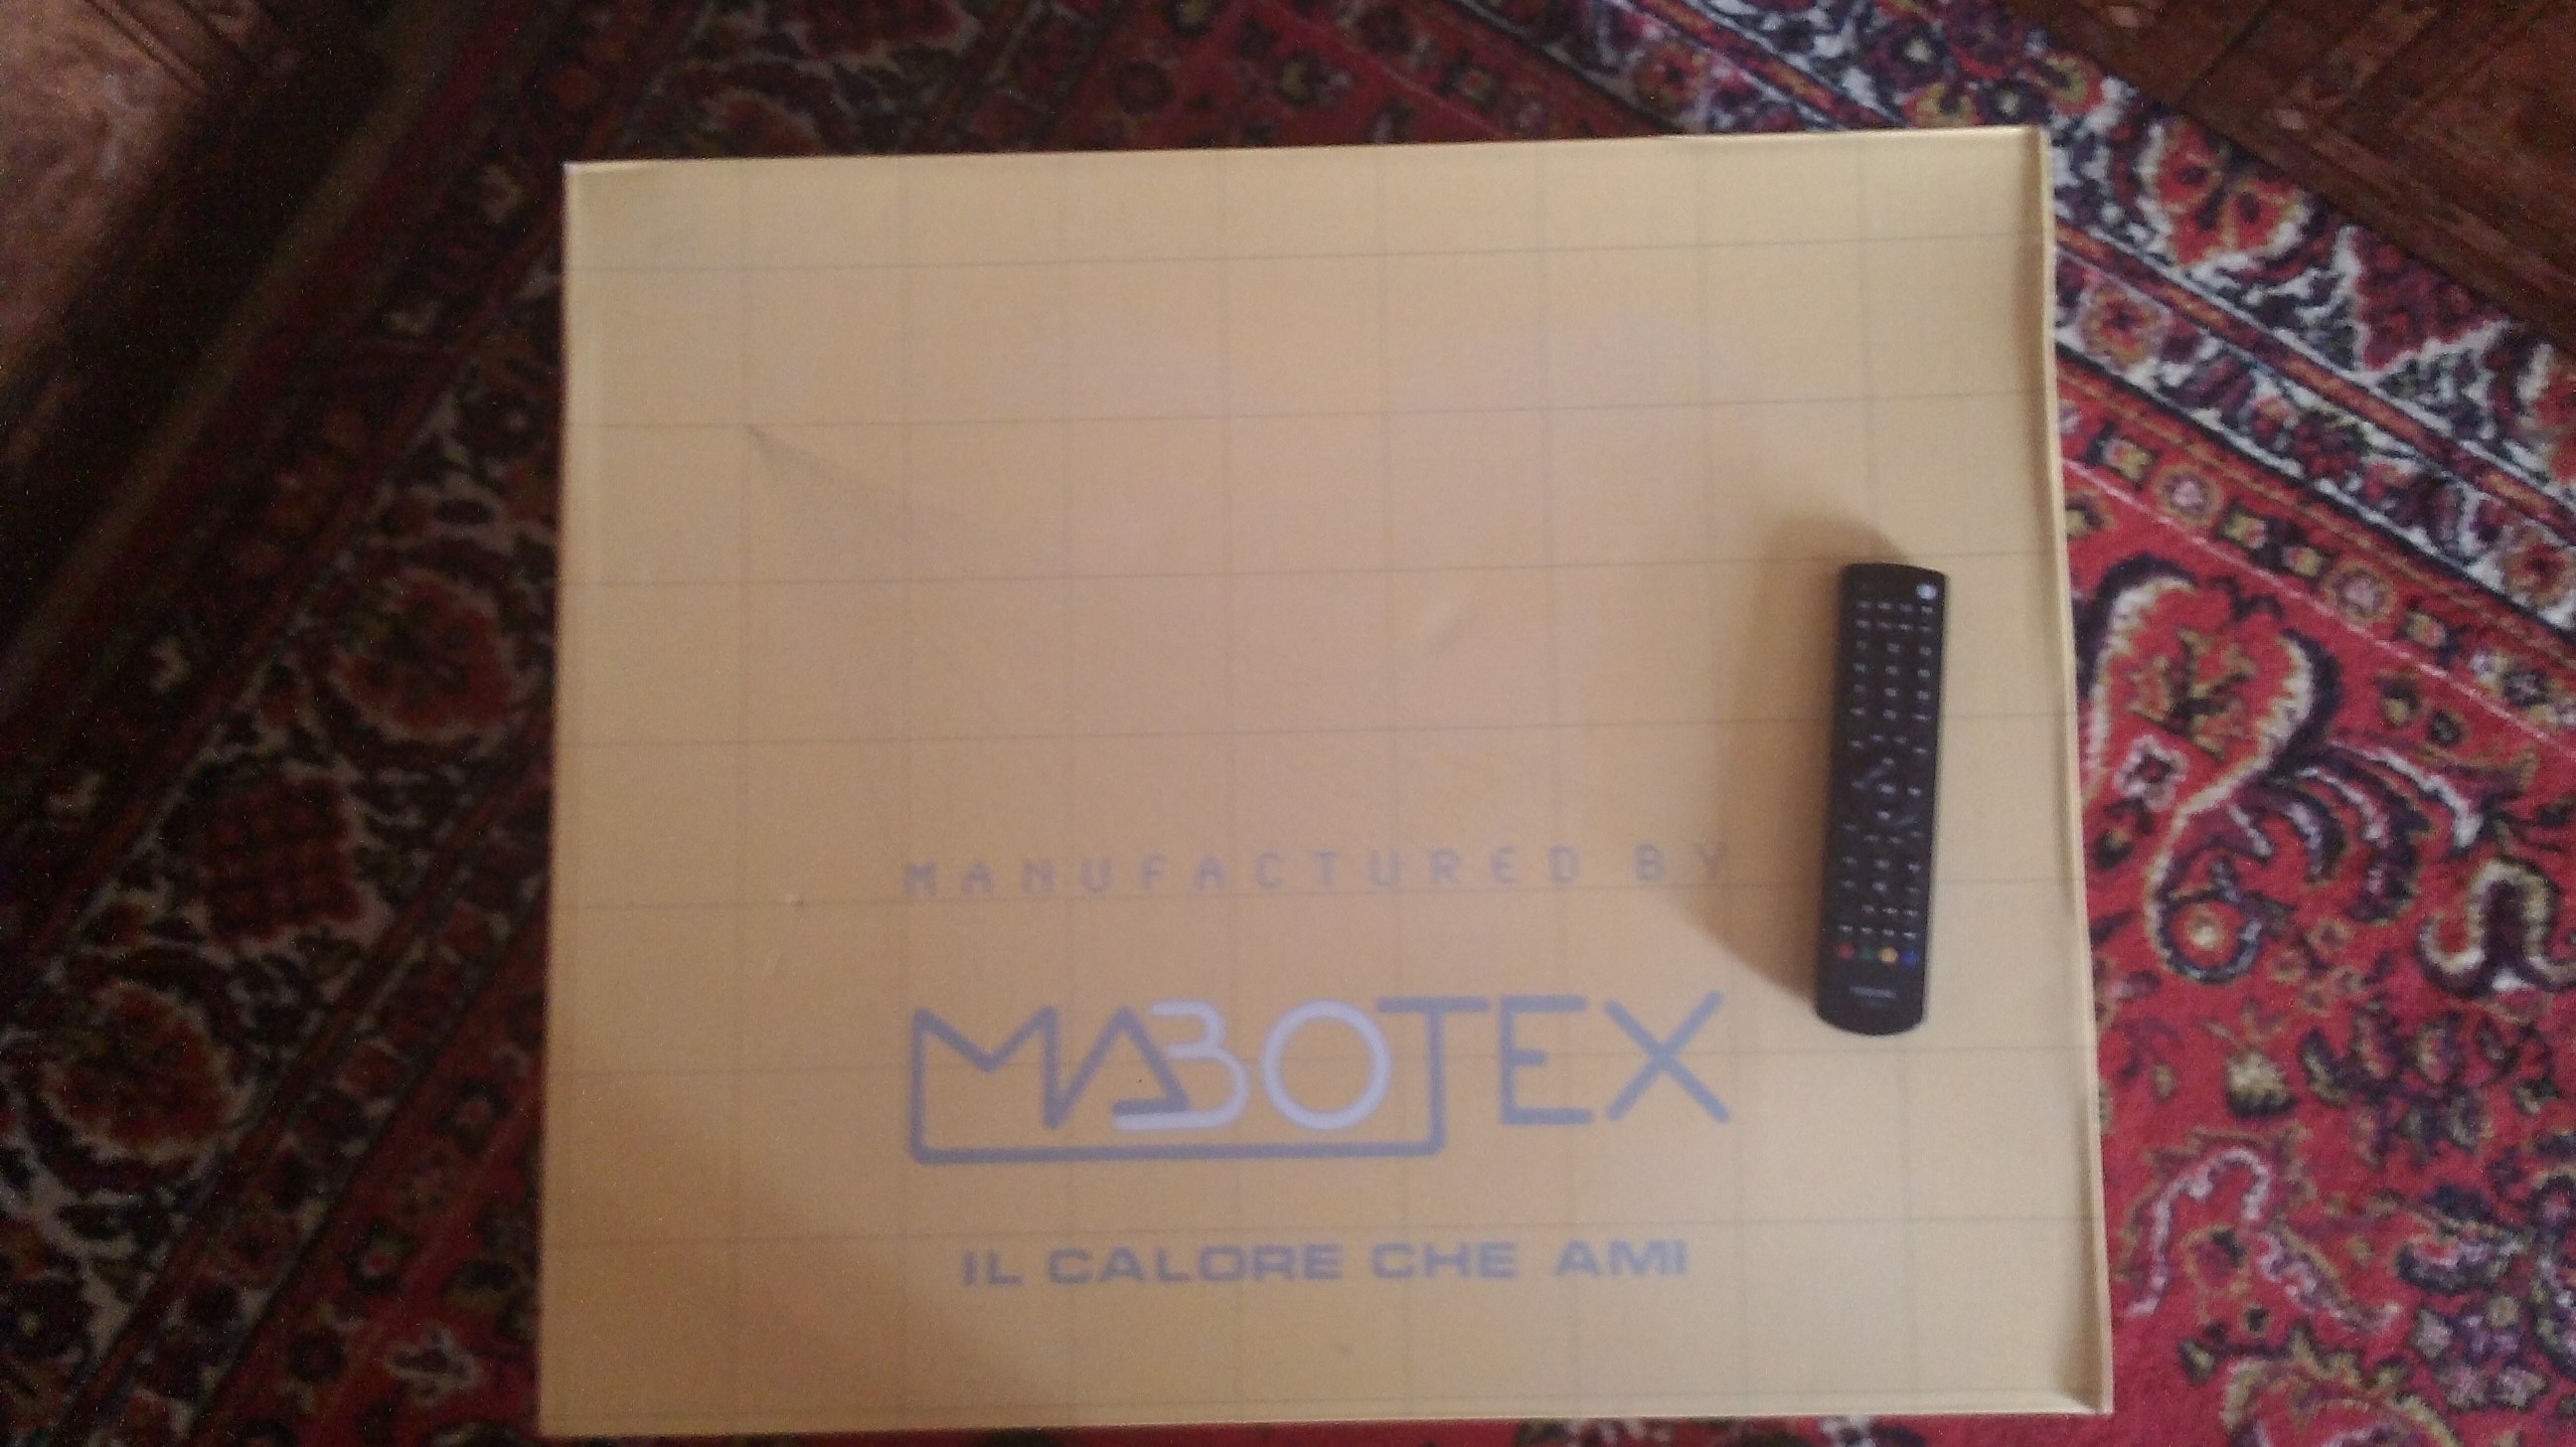 MANUFACTURED BY
MABOTEX
IL CALORE CHE AMI